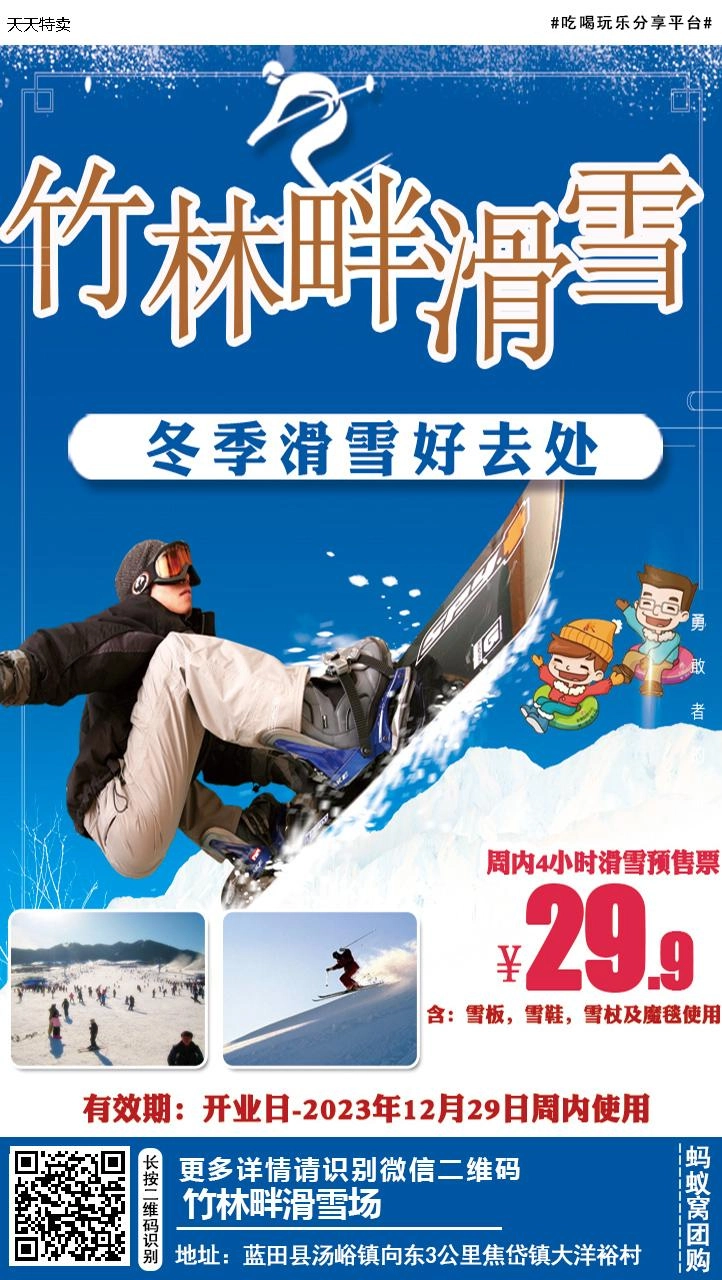 天天特卖
#吃喝玩乐分享平台#
竹林畔滑雪
冬季滑雪好去处
勇敢者
周内4小时滑雪预售票
¥29.9
含：雪板，雪鞋，雪杖及魔毯使用
有效期：开业日-2023年12月29日周内使用
长按二维码识别
更多详情请识别微信二维码
竹林畔滑雪场
地址：蓝田县汤峪镇向东3公里焦岱镇大洋裕村
蚂蚁窝团购